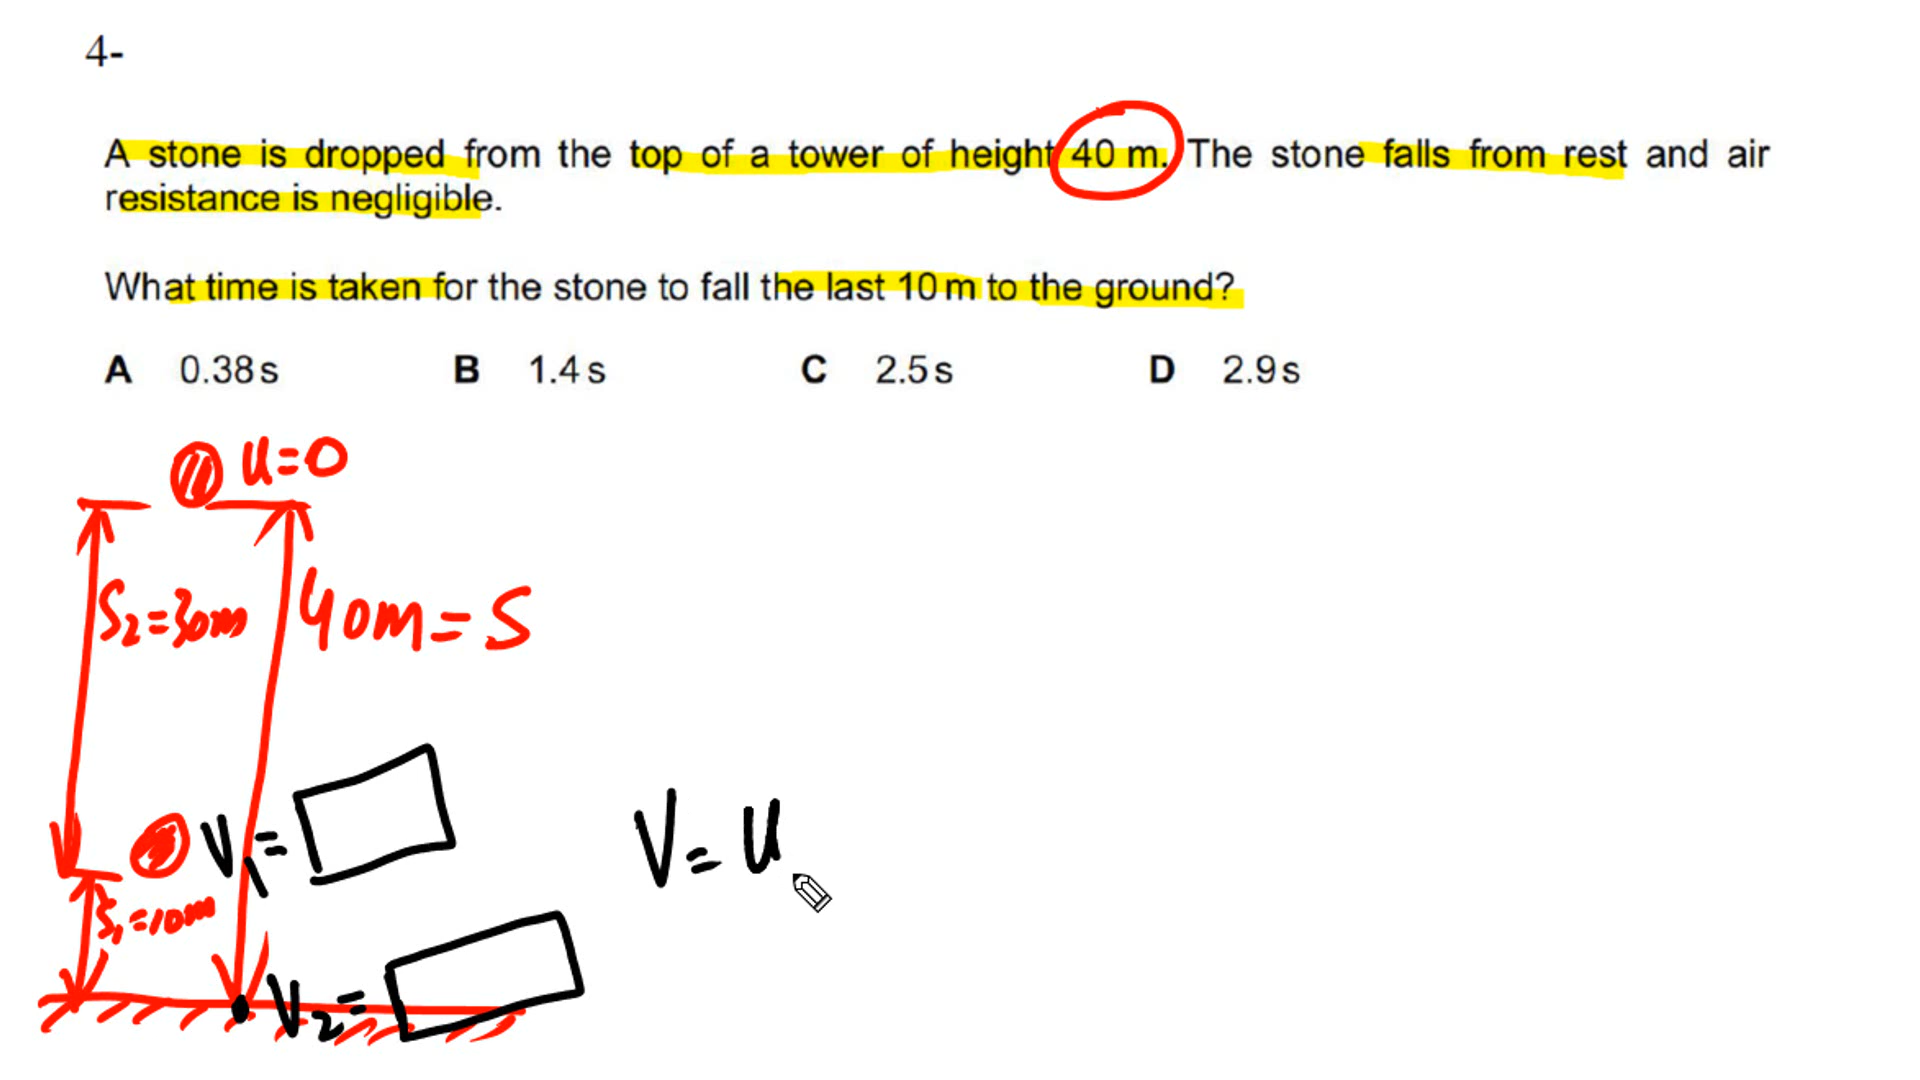 4-
A stone is dropped from the top of a tower of height 40 m. The stone falls from rest and air
resistance is negligible.
What time is taken for the stone to fall the last 10 m to the ground?
A 0.38 s B 1.4 s C 2.5 s D 2.9 s
u=0
S₂=30m
40m=S
V₁=
V=u
S₁=10m
V₂=